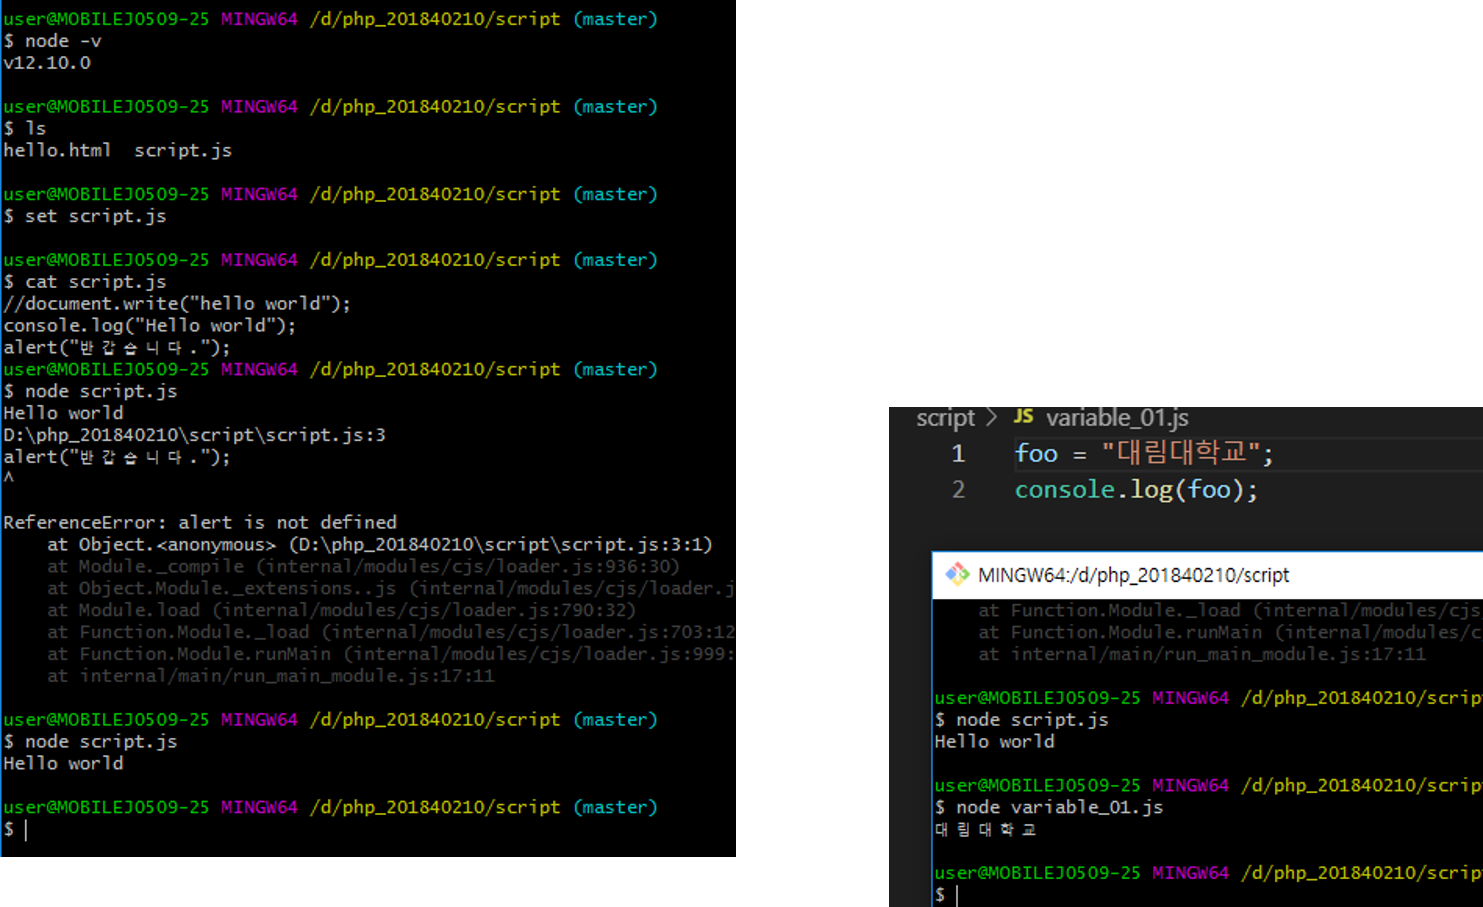 user@MOBILEJ0509-25 MINGW64 /d/php_201840210/script (master)
$ node -v
v12.10.0
user@MOBILEJ0509-25 MINGW64 /d/php_201840210/script (master)
$ ls
hello.html  script.js
user@MOBILEJ0509-25 MINGW64 /d/php_201840210/script (master)
$ set script.js
user@MOBILEJ0509-25 MINGW64 /d/php_201840210/script (master)
$ cat script.js
//document.write("hello world");
console.log("Hello world");
alert("반갑습니다.");
user@MOBILEJ0509-25 MINGW64 /d/php_201840210/script (master)
$ node script.js
Hello world
D:\php_201840210\script\script.js:3
alert("반갑습니다.");
^
ReferenceError: alert is not defined
    at Object.<anonymous> (D:\php_201840210\script\script.js:3:1)
    at Module._compile (internal/modules/cjs/loader.js:936:30)
    at Object.Module._extensions..js (internal/modules/cjs/loader.j
    at Module.load (internal/modules/cjs/loader.js:790:32)
    at Function.Module._load (internal/modules/cjs/loader.js:703:12
    at Function.Module.runMain (internal/modules/cjs/loader.js:999:
    at internal/main/run_main_module.js:17:11
user@MOBILEJ0509-25 MINGW64 /d/php_201840210/script (master)
$ node script.js
Hello world
user@MOBILEJ0509-25 MINGW64 /d/php_201840210/script (master)
$
script > JS variable_01.js
1 foo = "대림대학교";
2 console.log(foo);
MINGW64:/d/php_201840210/script
    at Function.Module._load (internal/modules/cjs
    at Function.Module.runMain (internal/modules/c
    at internal/main/run_main_module.js:17:11
user@MOBILEJ0509-25 MINGW64 /d/php_201840210/script
$ node script.js
Hello world
user@MOBILEJ0509-25 MINGW64 /d/php_201840210/script
$ node variable_01.js
대림대학교
user@MOBILEJ0509-25 MINGW64 /d/php_201840210/script
$